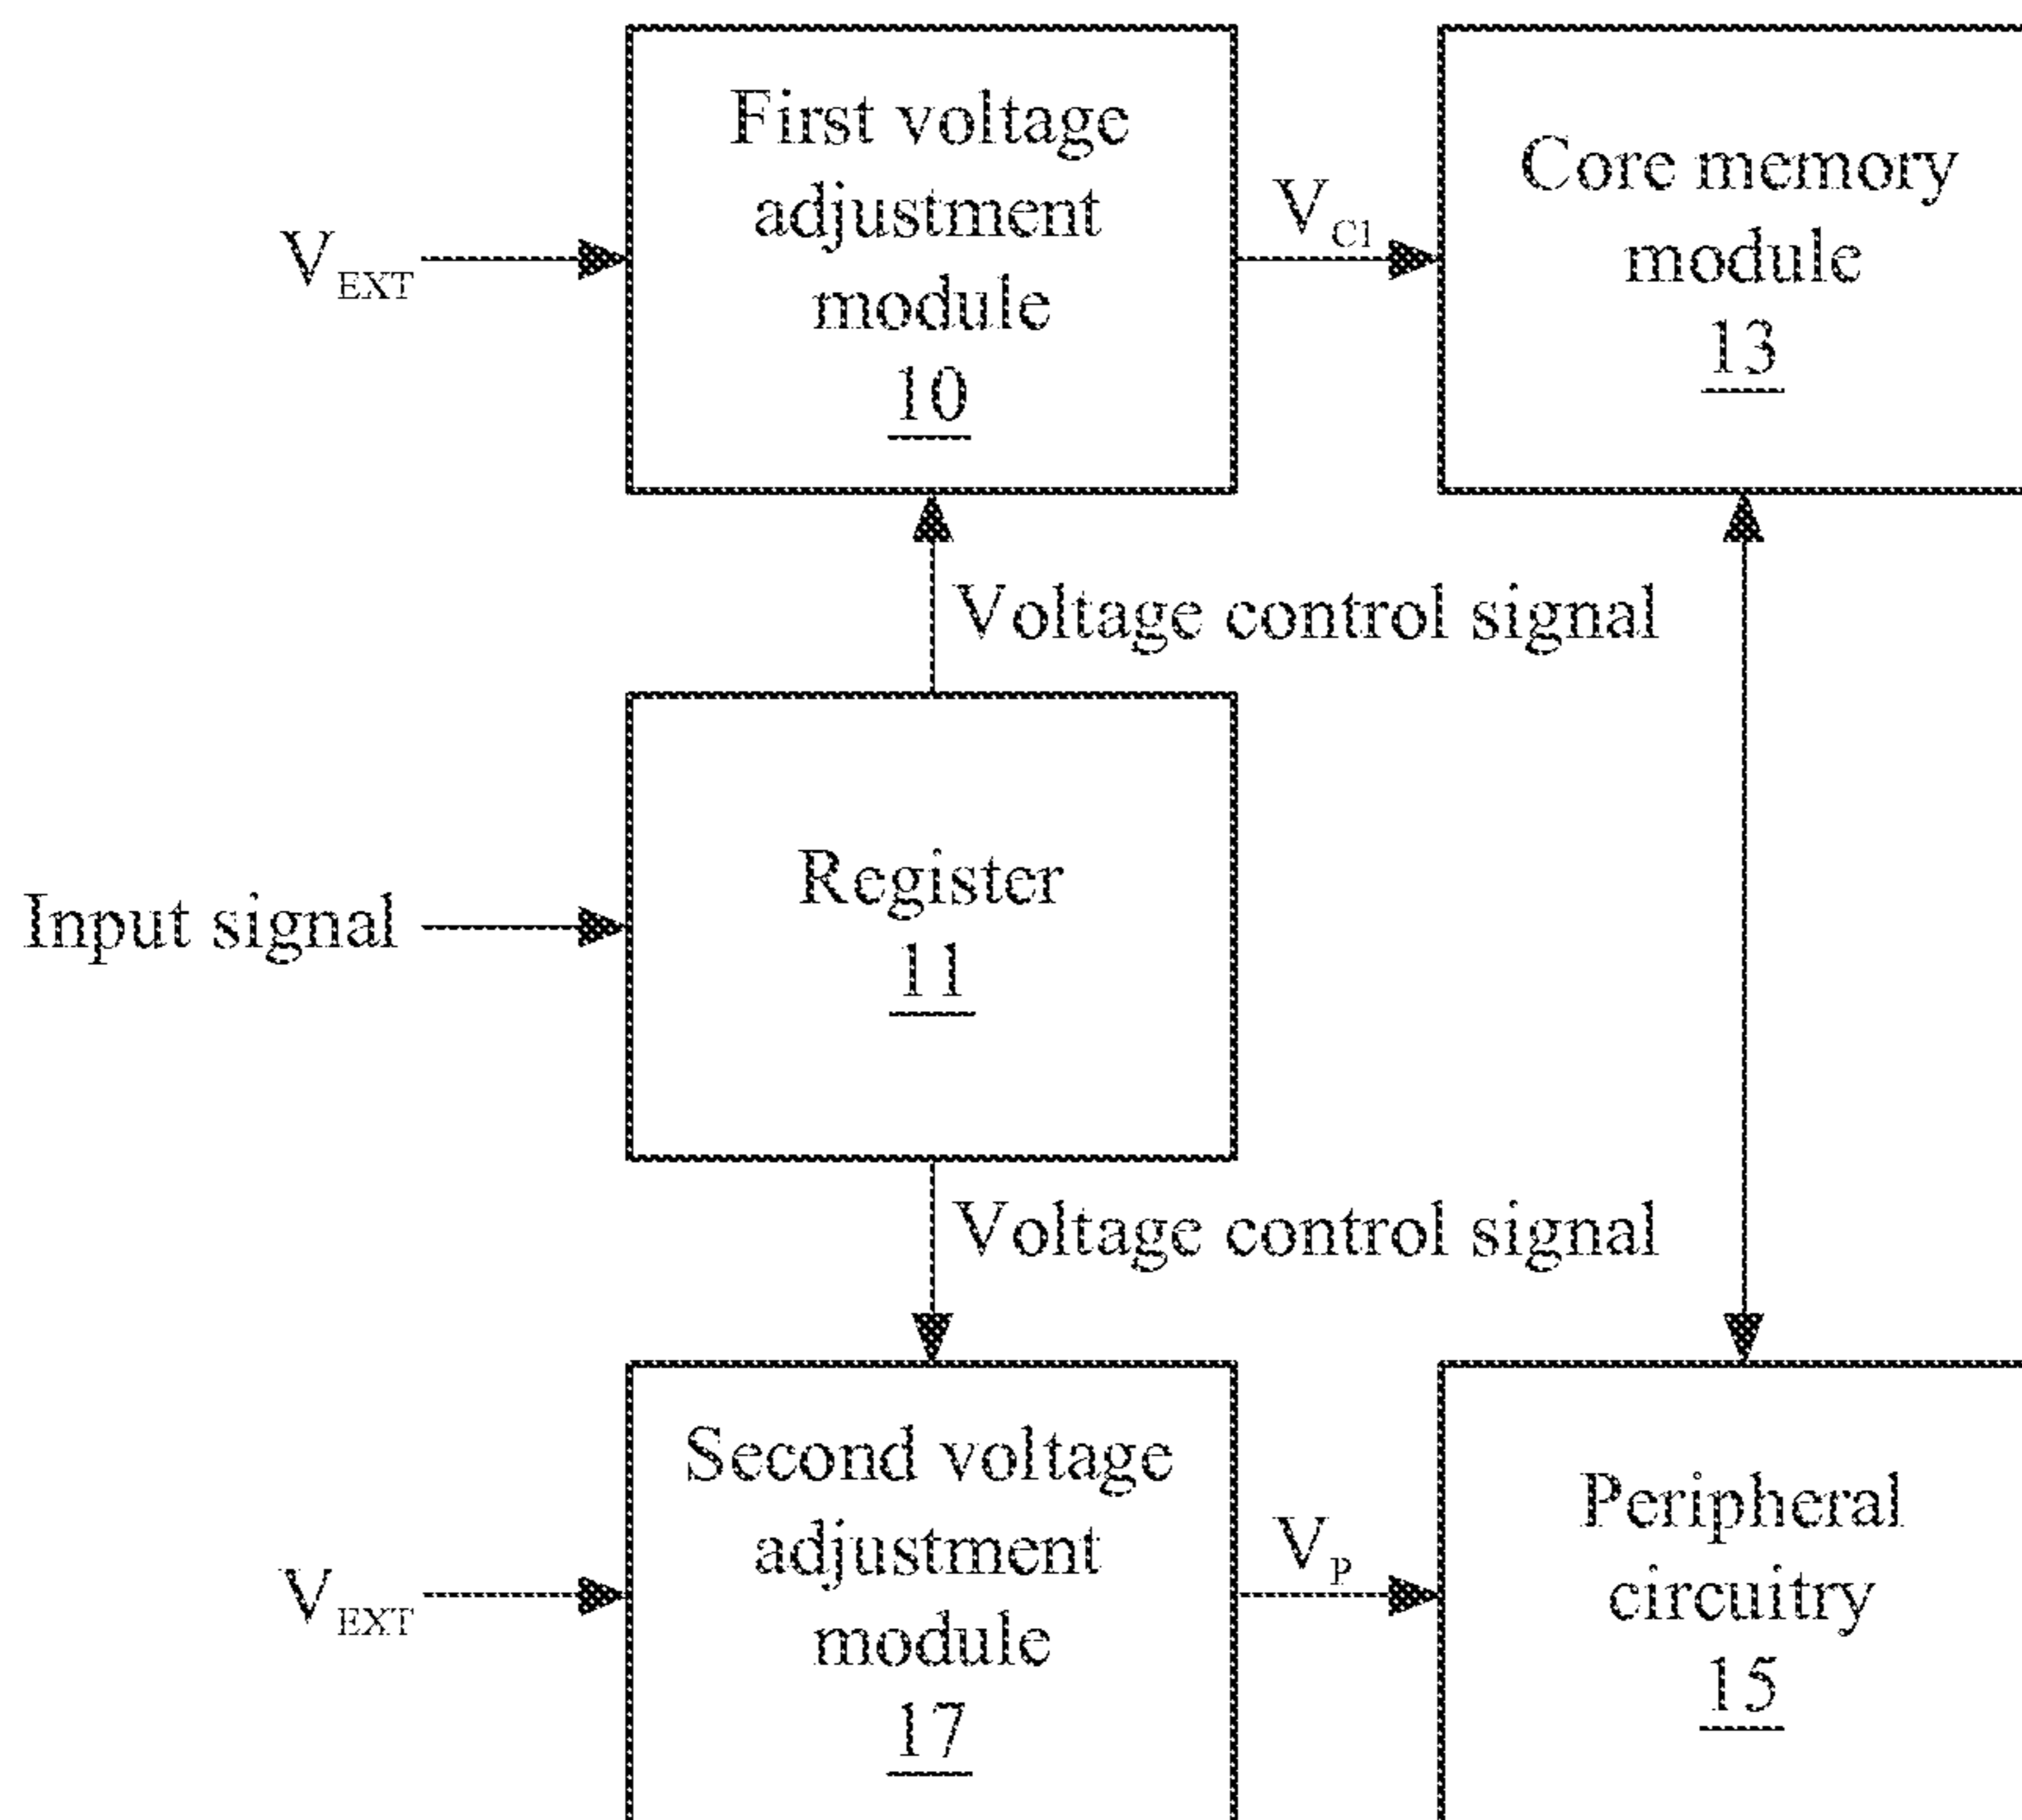 First voltage
adjustment
module
10
V_EXT
V_C1
Core memory
module
13
Voltage control signal
Input signal
Register
11
Voltage control signal
Second voltage
adjustment
module
17
V_EXT
V_P
Peripheral
circuitry
15